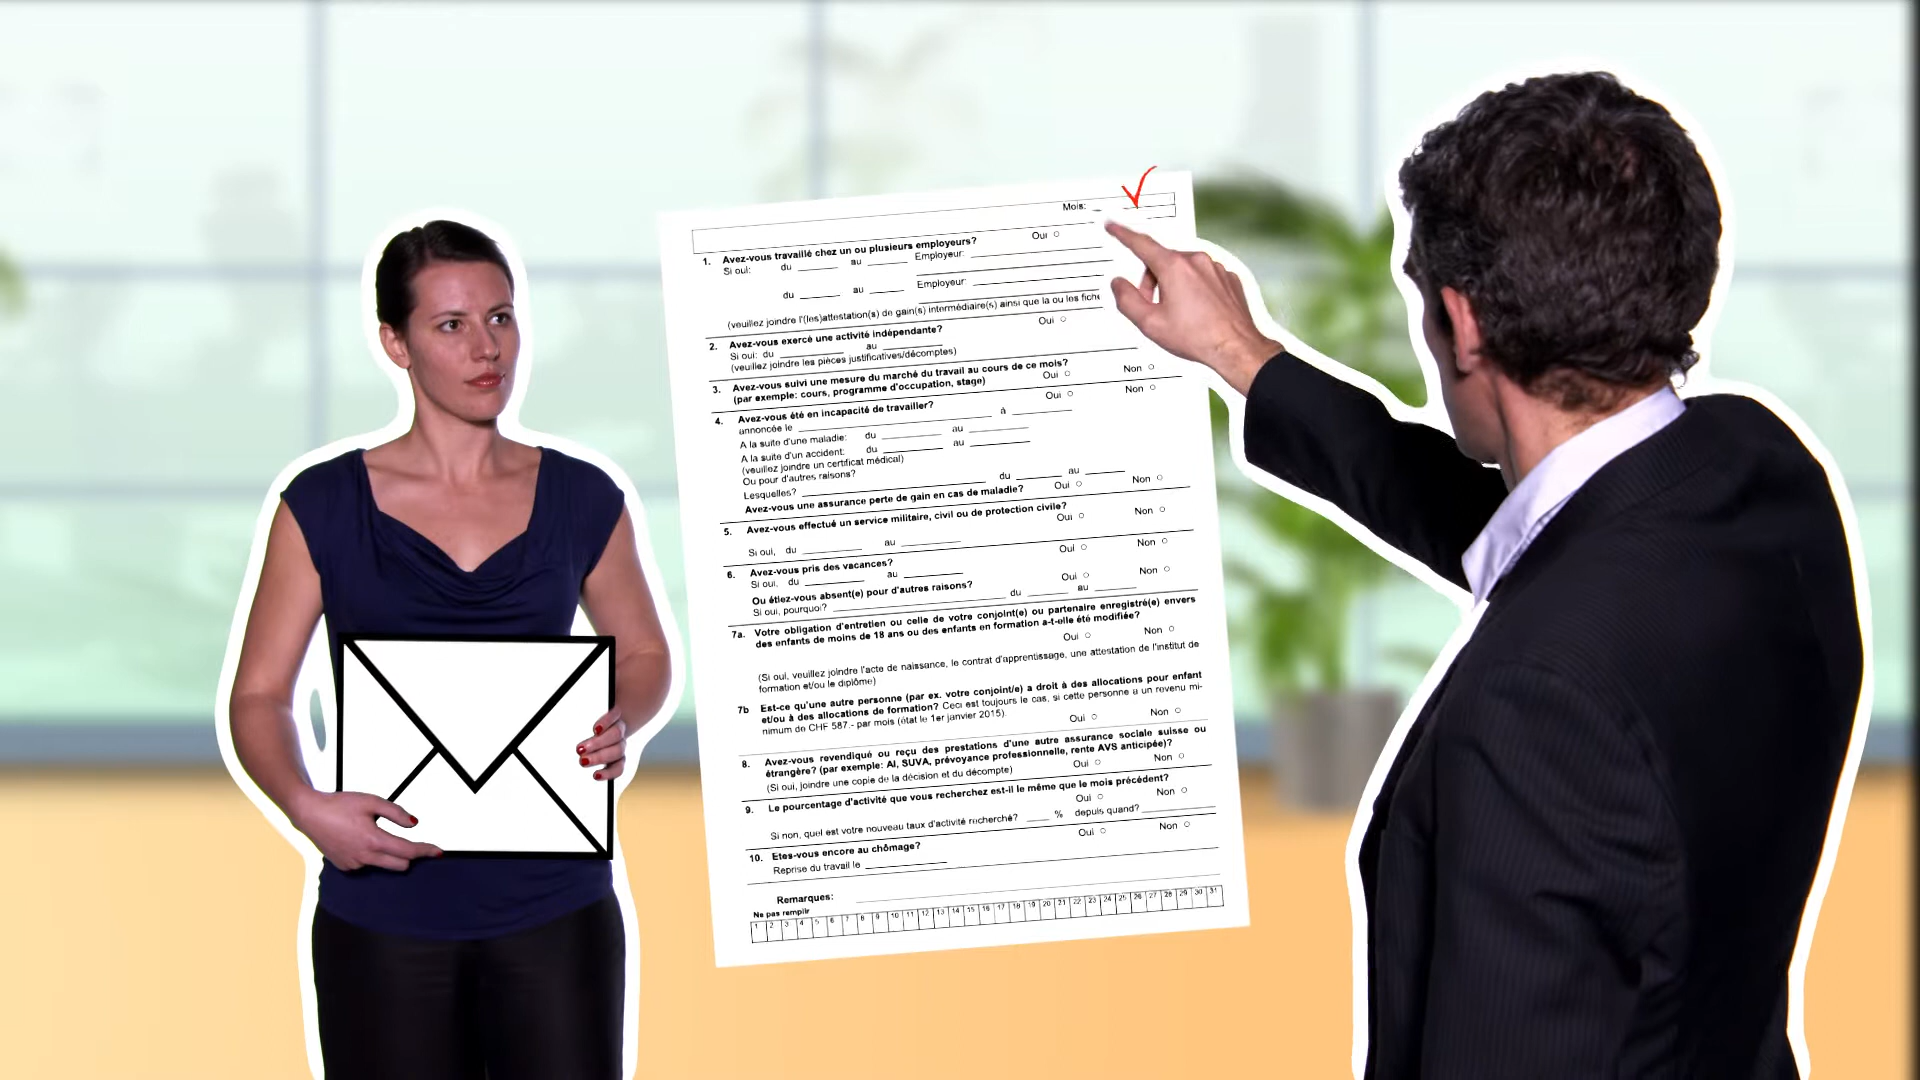 Mois:
1. Avez-vous travaillé chez un ou plusieurs employeurs? Oui
Si oui: du au Employeur:
du au Employeur:
(veuillez joindre l'(les)attestation(s) de gain(s) intermédiaire(s) ainsi que la ou les fiche
2. Avez-vous exercé une activité indépendante? Oui
Si oui: du au
(veuillez joindre les pièces justificatives/décomptes)
3. Avez-vous suivi une mesure du marché du travail au cours de ce mois?
(par exemple: cours, programme d'occupation, stage) Oui Non
4. Avez-vous été en incapacité de travailler? Oui Non
annoncée le à
A la suite d'une maladie: du au
A la suite d'un accident: du au
(veuillez joindre un certificat médical)
Ou pour d'autres raisons?
Lesquelles? du au
Avez-vous une assurance perte de gain en cas de maladie? Oui Non
5. Avez-vous effectué un service militaire, civil ou de protection civile?
Oui Non
Si oui, du au
6. Avez-vous pris des vacances? Oui Non
Si oui, du au
Ou étiez-vous absent(e) pour d'autres raisons? Oui Non
Si oui, pourquoi? du au
7a. Votre obligation d'entretien ou celle de votre conjoint(e) ou partenaire enregistré(e) envers
des enfants de moins de 18 ans ou des enfants en formation a-t-elle été modifiée?
Oui Non
(Si oui, veuillez joindre l'acte de naissance, le contrat d'apprentissage, une attestation de l'institut de
formation et/ou le diplôme)
7b Est-ce qu'une autre personne (par ex. votre conjoint/e) a droit à des allocations pour enfant
et/ou à des allocations de formation? Ceci est toujours le cas, si cette personne a un revenu mi-
nimum de CHF 587.- par mois (état le 1er janvier 2015). Oui Non
8. Avez-vous revendiqué ou reçu des prestations d'une autre assurance sociale suisse ou
étrangère? (par exemple: AI, SUVA, prévoyance professionnelle, rente AVS anticipée)?
(Si oui, joindre une copie de la décision et du décompte) Oui Non
9. Le pourcentage d'activité que vous recherchez est-il le même que le mois précédent?
Oui Non
Si non, quel est votre nouveau taux d'activité recherché? % depuis quand?
Oui Non
10. Etes-vous encore au chômage?
Reprise du travail le
Remarques:
Ne pas remplir
1 2 3 4 5 6 7 8 9 10 11 12 13 14 15 16 17 18 19 20 21 22 23 24 25 26 27 28 29 30 31